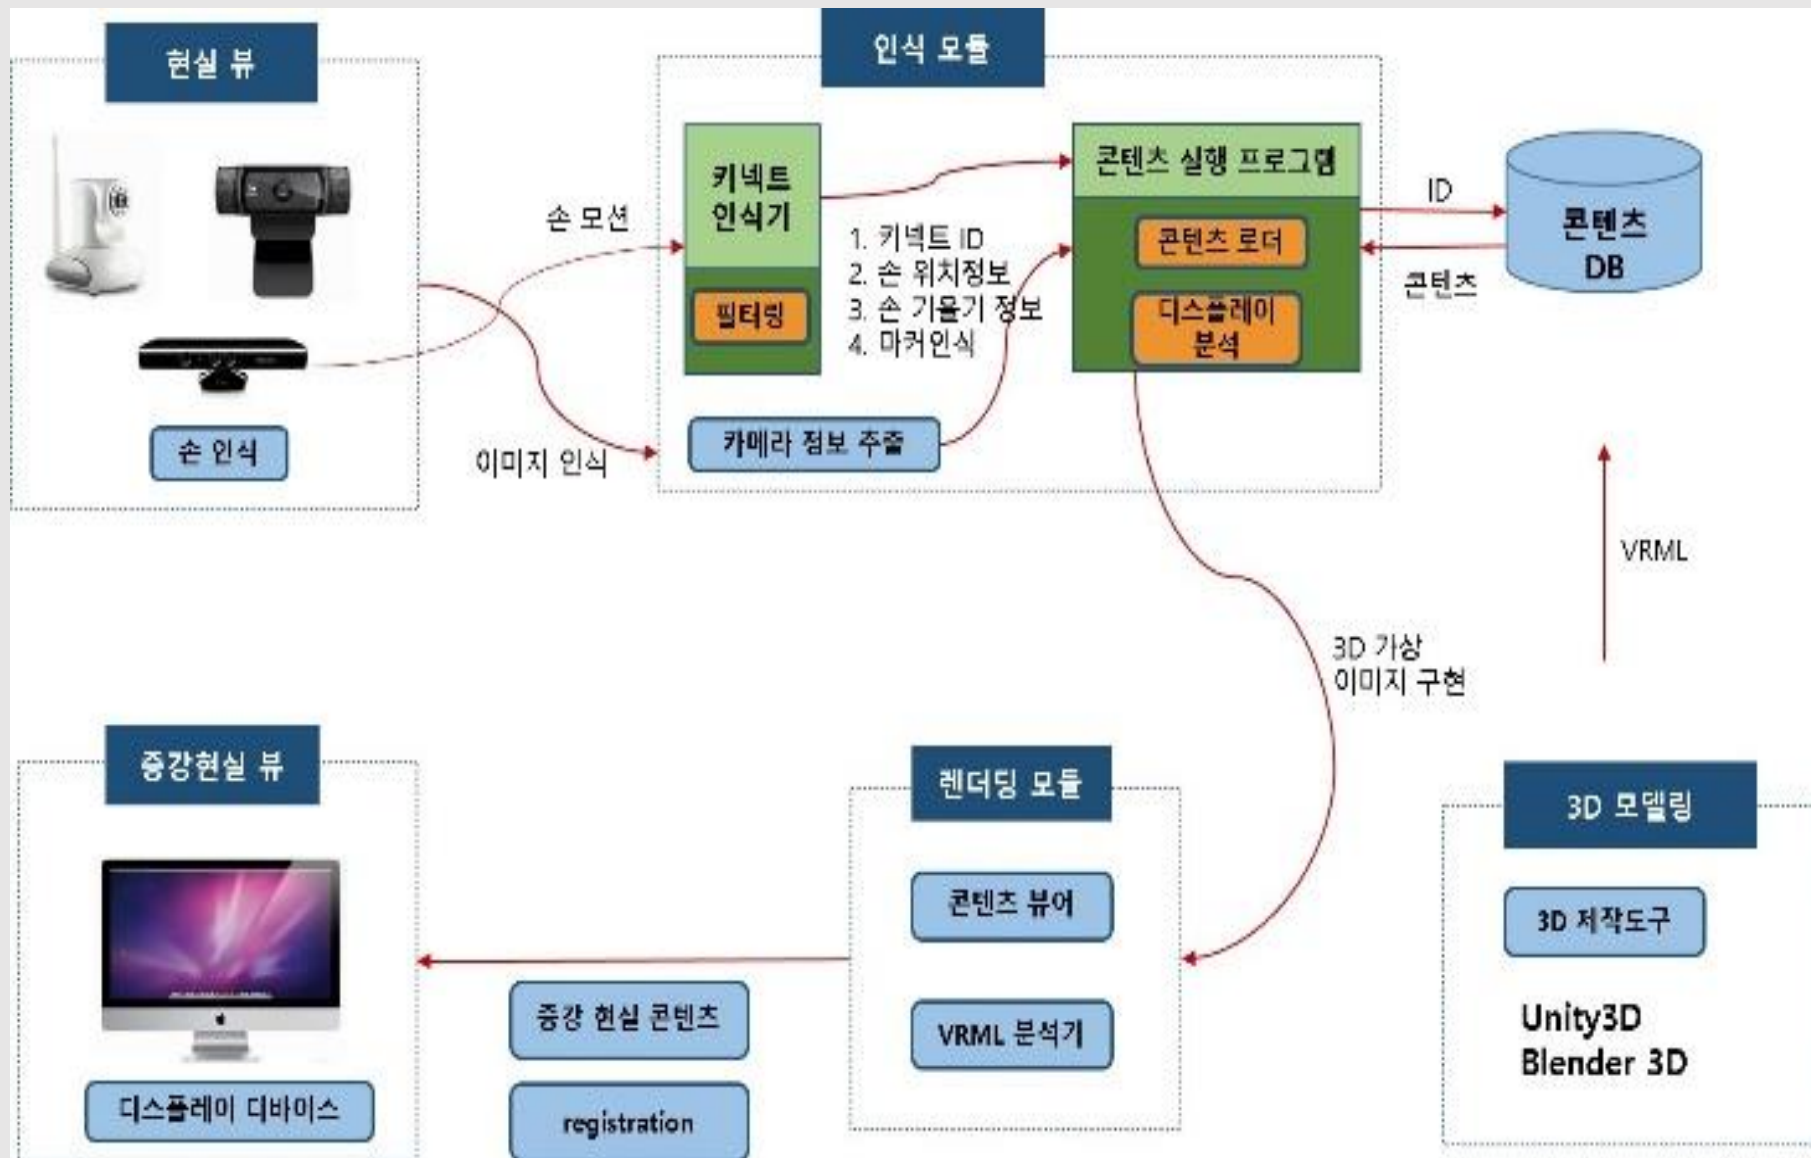 현실 뷰
손 인식
손 모션
이미지 인식
인식 모듈
키넥트
인식기
필터링
카메라 정보 추출
1. 키넥트 ID
2. 손 위치정보
3. 손 기울기 정보
4. 마커인식
콘텐츠 실행 프로그램
콘텐츠 로더
디스플레이
분석
ID
콘텐츠
콘텐츠
DB
VRML
3D 가상
이미지 구현
증강현실 뷰
디스플레이 디바이스
증강 현실 콘텐츠
registration
렌더딩 모듈
콘텐츠 뷰어
VRML 분석기
3D 모델링
3D 제작도구
Unity3D
Blender 3D